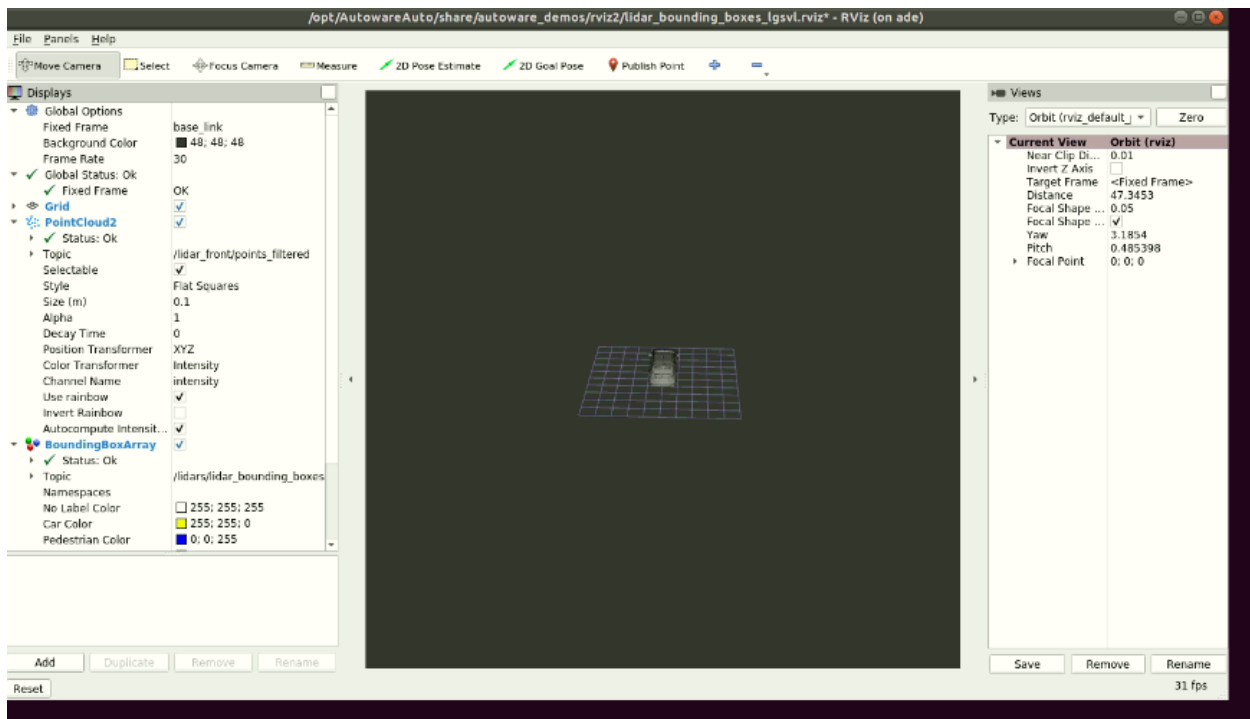 /opt/AutowareAuto/share/autoware_demos/rviz2/lidar_bounding_boxes_lgsvl.rviz* - RViz (on ade)
File Panels Help
Move Camera Select Focus Camera Measure 2D Pose Estimate 2D Goal Pose Publish Point
Displays
Global Options
Fixed Frame base_link
Background Color 48; 48; 48
Frame Rate 30
Global Status: Ok
Fixed Frame OK
Grid
PointCloud2
Status: Ok
Topic /lidar_front/points_filtered
Selectable
Style Flat Squares
Size (m) 0.1
Alpha 1
Decay Time 0
Position Transformer XYZ
Color Transformer Intensity
Channel Name intensity
Use rainbow
Invert Rainbow
Autocompute Intensit...
BoundingBoxArray
Status: Ok
Topic /lidars/lidar_bounding_boxes
Namespaces
No Label Color 255; 255; 255
Car Color 255; 255; 0
Pedestrian Color 0; 0; 255
Add Duplicate Remove Rename
Reset
Views
Type: Orbit (rviz_default_ Zero
Current View Orbit (rviz)
Near Clip Di... 0.01
Invert Z Axis
Target Frame <Fixed Frame>
Distance 47.3453
Focal Shape ... 0.05
Focal Shape ...
Yaw 3.1854
Pitch 0.485398
Focal Point 0; 0; 0
Save Remove Rename
31 fps